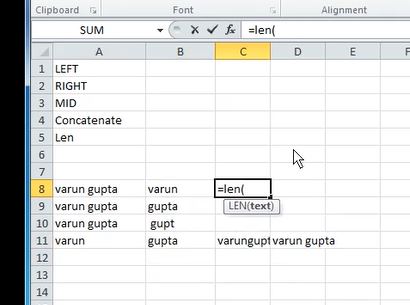 Clipboard Font Alignment
SUM =len(
A B C D E F
1 LEFT
2 RIGHT
3 MID
4 Concatenate
5 Len
6
7
8 varun gupta varun =len(
LEN(text)
9 varun gupta gupta
10 varun gupta gupt
11 varun gupta varungupt varun gupta
12
13
14